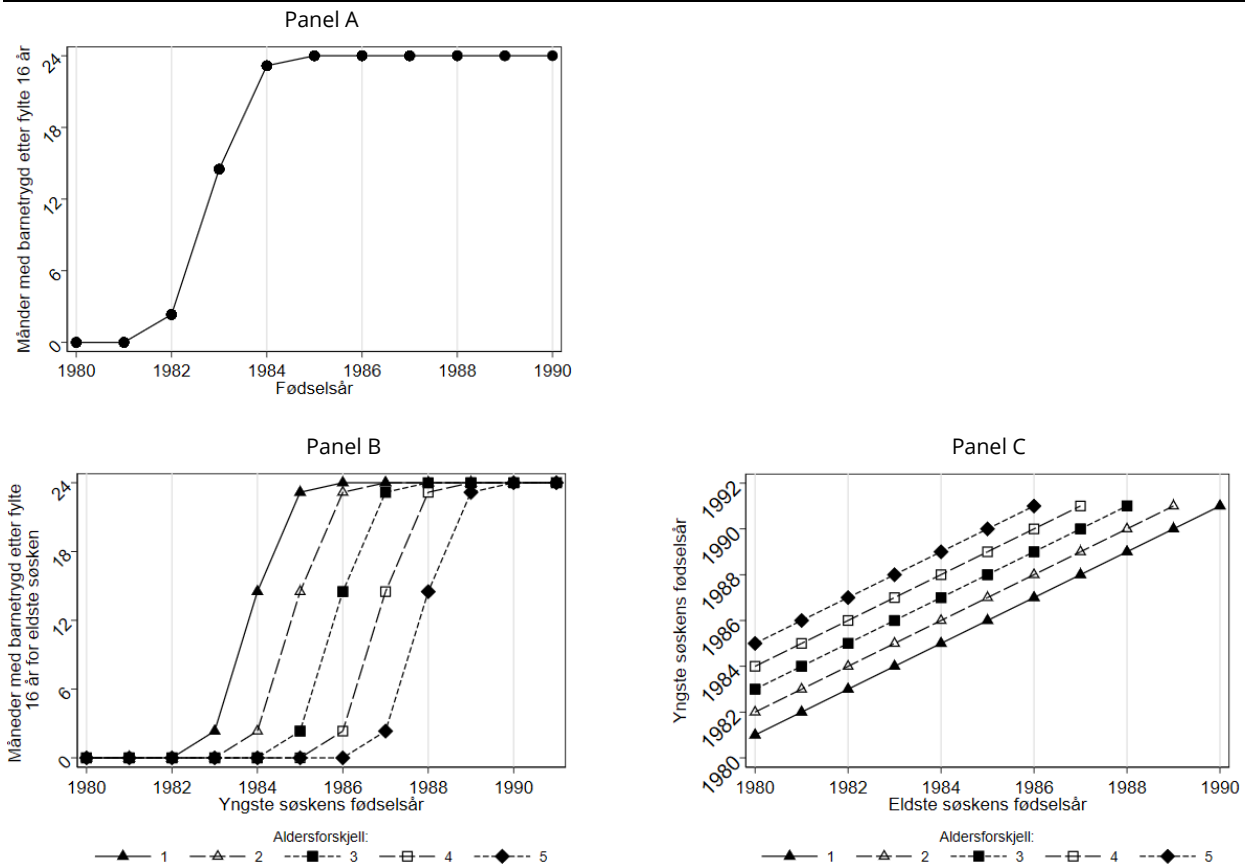 Panel A
Månder med barnetrygd etter fylte 16 år
24
18
12
6
0
1980 1982 1984 1986 1988 1990
Fødselsår
Panel B
Måneder med barnetrygd etter fylte
16 år for eldste søsken
24
18
12
6
0
1980 1982 1984 1986 1988 1990
Yngste søskens fødselsår
Aldersforskjell:
1 2 3 4 5
Panel C
Yngste søskens fødselsår
1992
1990
1988
1986
1984
1982
1980
1980 1982 1984 1986 1988 1990
Eldste søskens fødselsår
Aldersforskjell:
1 2 3 4 5